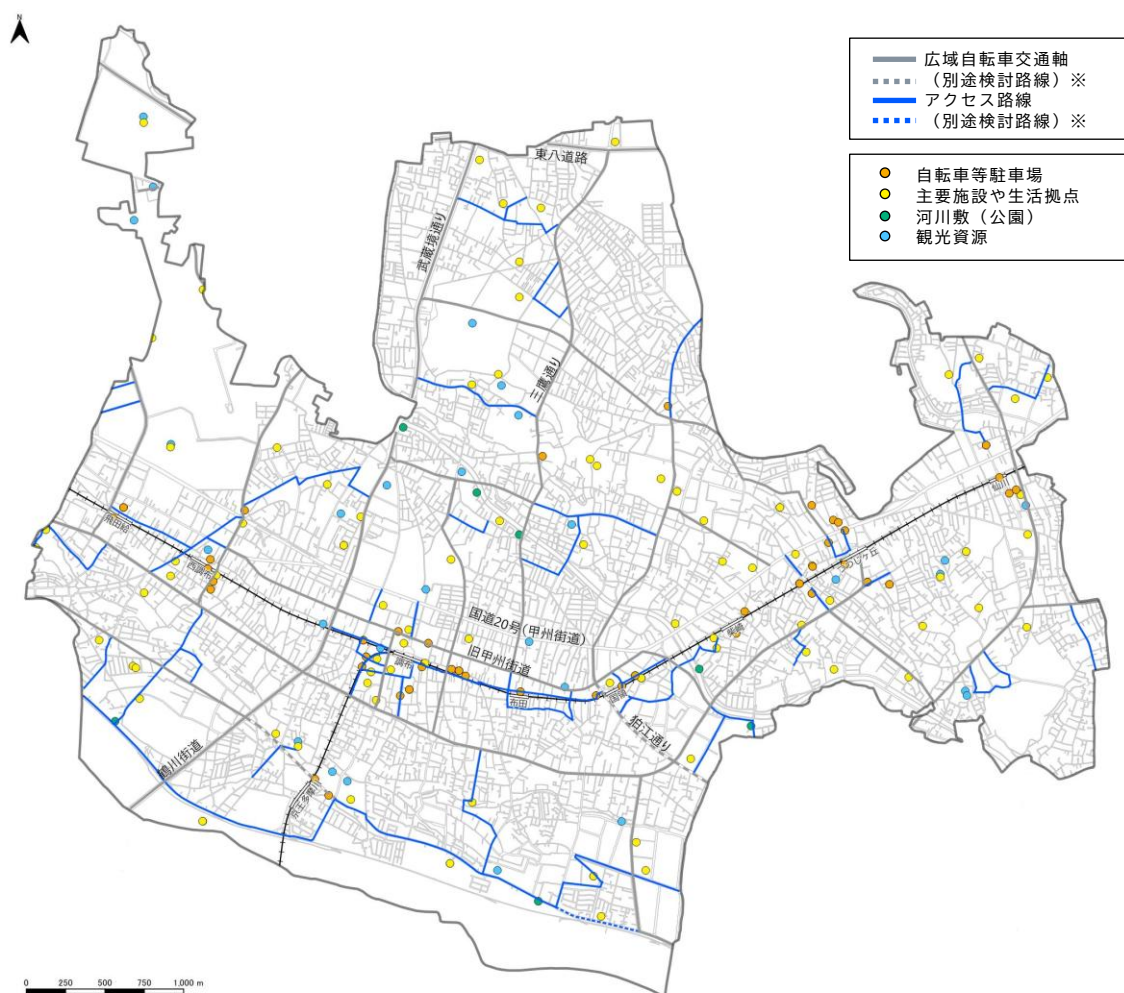 N
広域自転車交通軸
（別途検討路線）※
アクセス路線
（別途検討路線）※
自転車等駐車場
主要施設や生活拠点
河川敷（公園）
観光資源
東八道路
武蔵境通り
三鷹通り
仙川
つつじヶ丘
柴崎
飛田給
西調布
国道20号（甲州街道）
旧甲州街道
調布
布田
国領
狛江通り
鶴川街道
京王多摩川
0 250 500 750 1,000 m